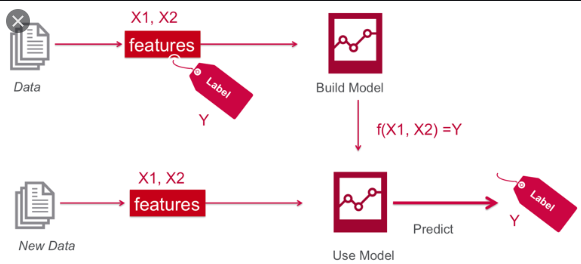 X1, X2
features
Label
Y
Data
Build Model
f(X1, X2) =Y
X1, X2
features
Label
Y
Predict
New Data
Use Model